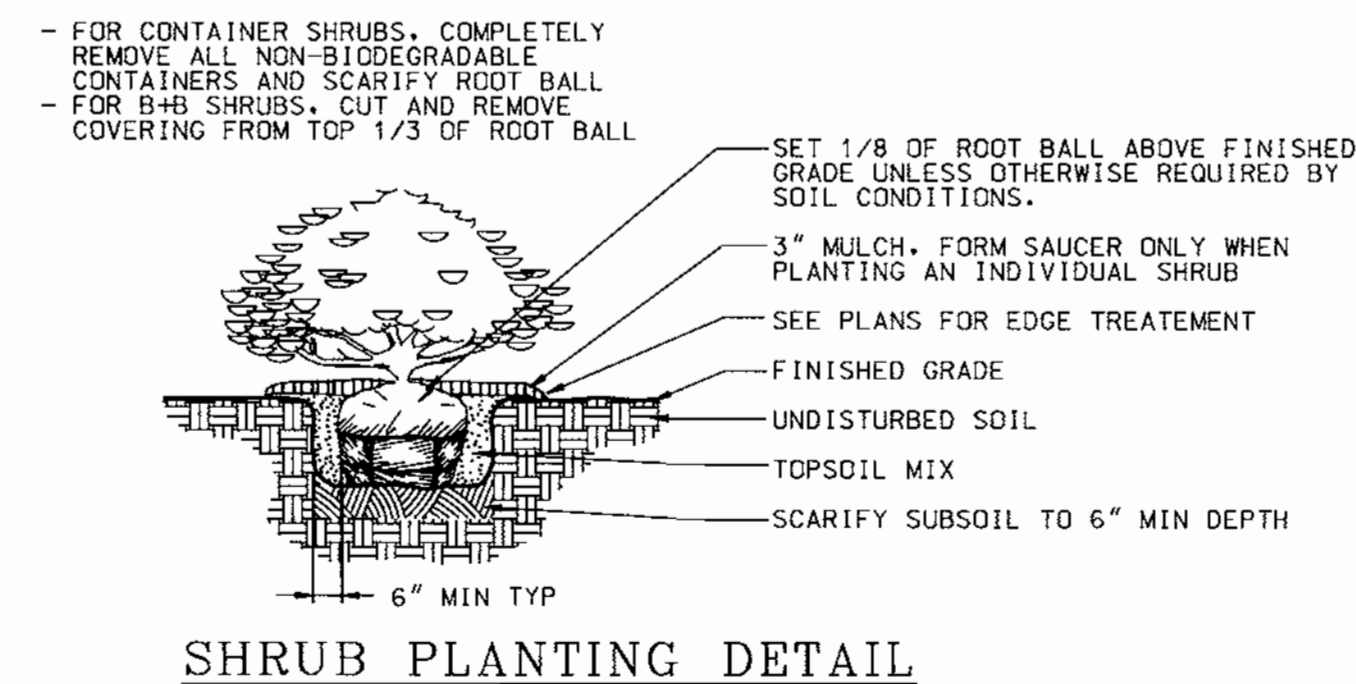 - FOR CONTAINER SHRUBS, COMPLETELY
REMOVE ALL NON-BIODEGRADABLE
CONTAINERS AND SCARIFY ROOT BALL
- FOR B+B SHRUBS, CUT AND REMOVE
COVERING FROM TOP 1/3 OF ROOT BALL
SET 1/8 OF ROOT BALL ABOVE FINISHED
GRADE UNLESS OTHERWISE REQUIRED BY
SOIL CONDITIONS.
3" MULCH, FORM SAUCER ONLY WHEN
PLANTING AN INDIVIDUAL SHRUB
SEE PLANS FOR EDGE TREATEMENT
FINISHED GRADE
UNDISTURBED SOIL
TOPSOIL MIX
SCARIFY SUBSOIL TO 6" MIN DEPTH
6" MIN TYP
SHRUB PLANTING DETAIL